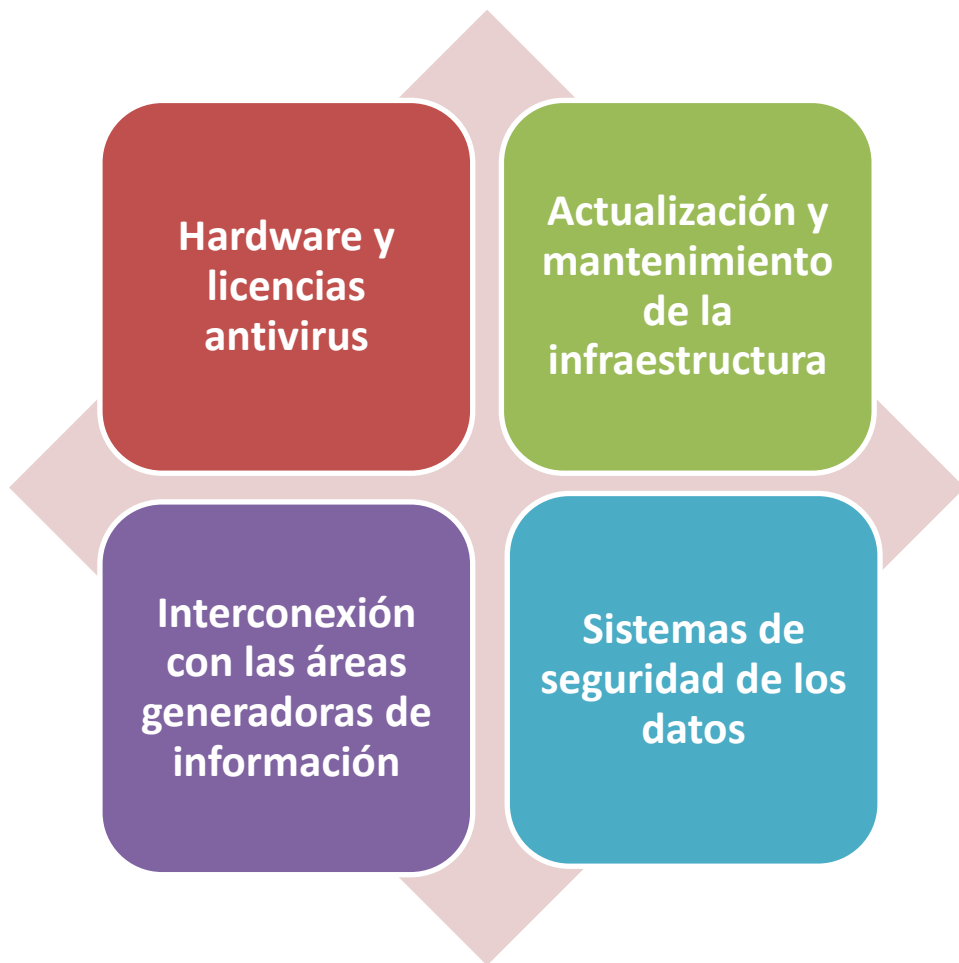 Hardware y
licencias
antivirus
Actualización y
mantenimiento
de la
infraestructura
Interconexión
con las áreas
generadoras de
información
Sistemas de
seguridad de los
datos